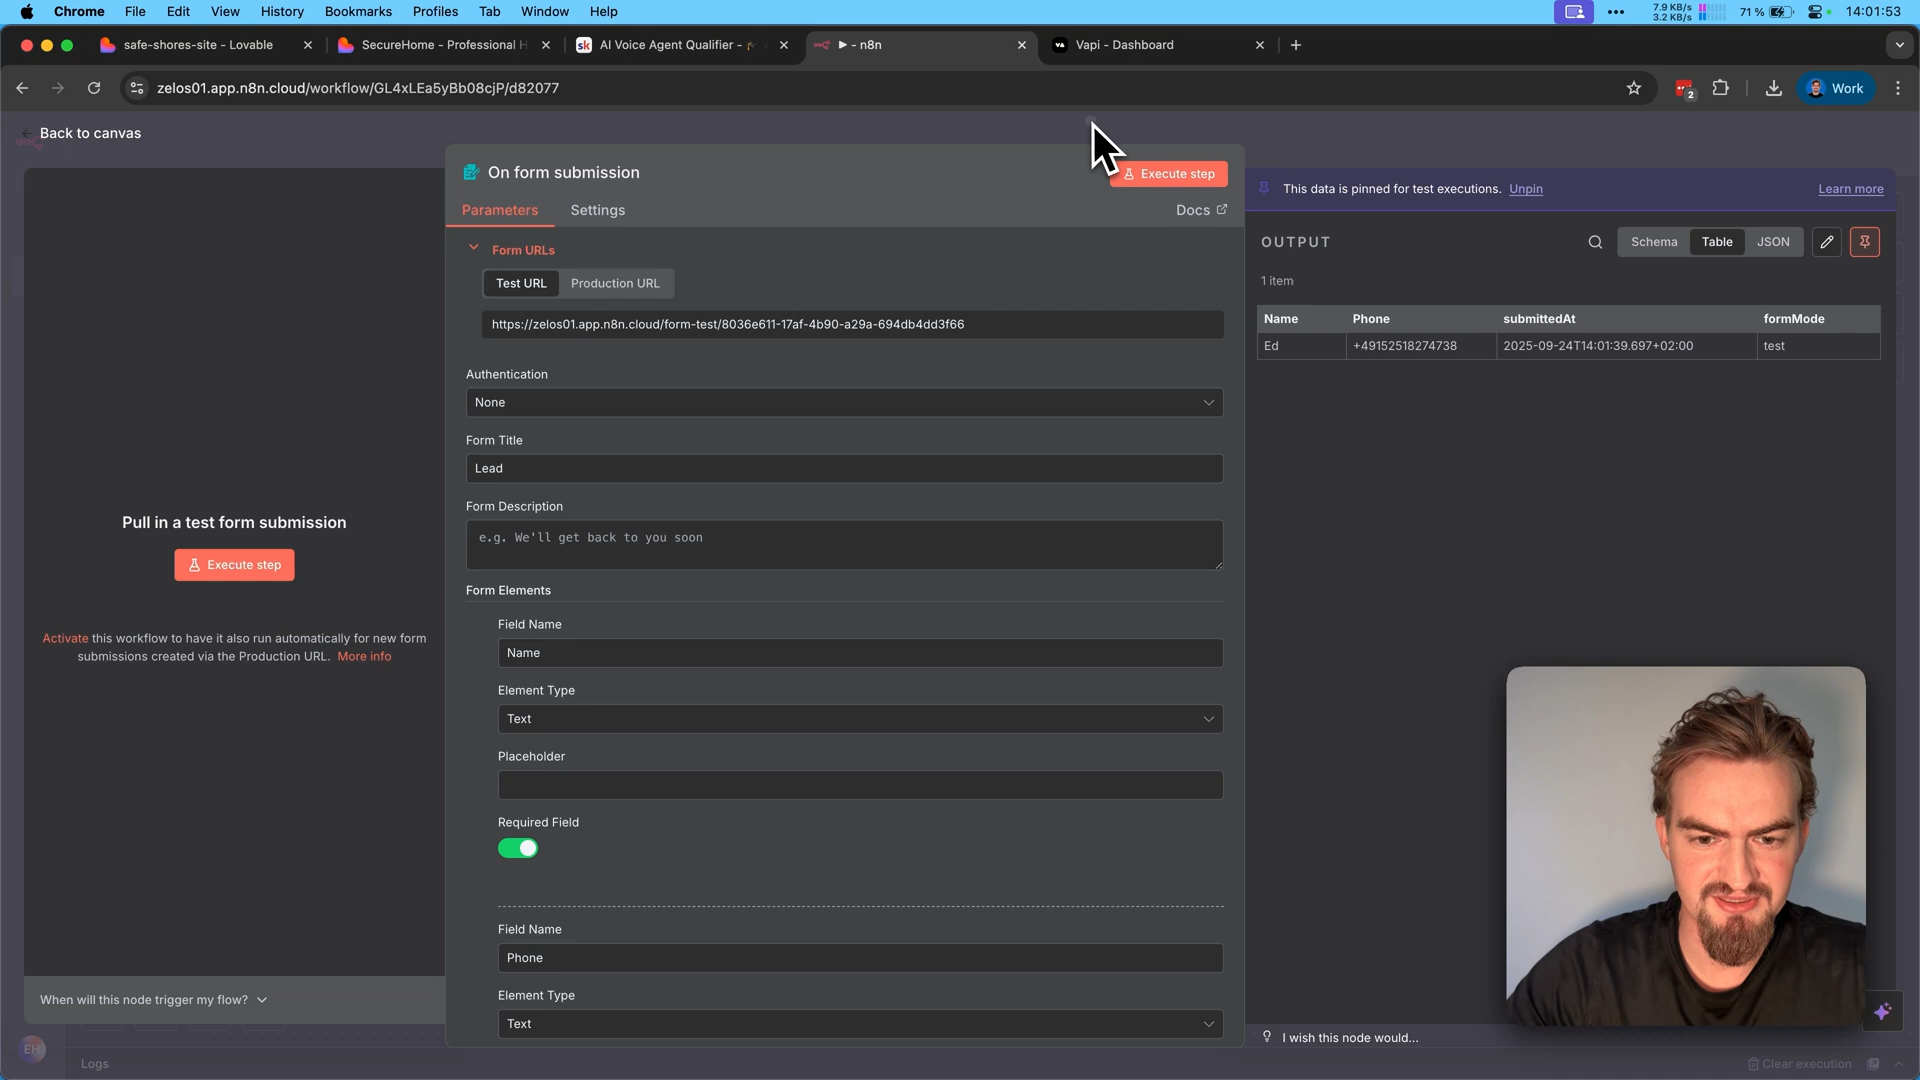 Chrome File Edit View History Bookmarks Profiles Tab Window Help
7.9 KB/s
3.2 KB/s
71 %
14:01:53
safe-shores-site - Lovable
SecureHome - Professional H
sk
AI Voice Agent Qualifier -
- n8n
Vapi - Dashboard
zelos01.app.n8n.cloud/workflow/GL4xLEa5yBb08cjP/d82077
2
Work
Back to canvas
On form submission
Execute step
This data is pinned for test executions. Unpin
Learn more
Parameters Settings
Docs
Form URLs
OUTPUT
Schema Table JSON
Test URL Production URL
1 item
https://zelos01.app.n8n.cloud/form-test/8036e611-17af-4b90-a29a-694db4dd3f66
Name Phone submittedAt formMode
Ed +49152518274738 2025-09-24T14:01:39.697+02:00 test
Authentication
None
Form Title
Lead
Form Description
e.g. We'll get back to you soon
Pull in a test form submission
Execute step
Activate this workflow to have it also run automatically for new form
submissions created via the Production URL. More info
Form Elements
Field Name
Name
Element Type
Text
Placeholder
Required Field
Field Name
Phone
Element Type
Text
When will this node trigger my flow?
I wish this node would...
EH
Logs
Clear execution